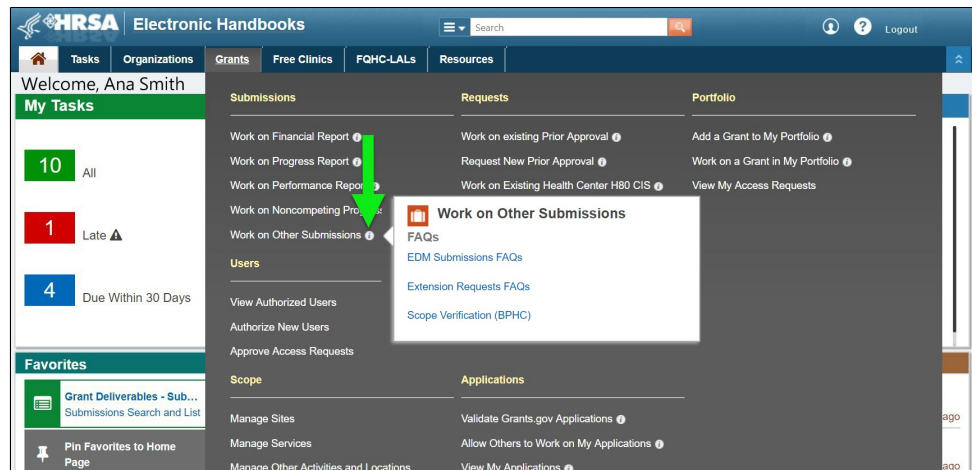 HRSA Electronic Handbooks
Search
Logout
Tasks Organizations Grants Free Clinics FQHC-LALs Resources
Welcome, Ana Smith
My Tasks
10 All
1 Late
4 Due Within 30 Days
Favorites
Grant Deliverables - Sub...
Submissions Search and List
Pin Favorites to Home
Page
Submissions
Work on Financial Report
Work on Progress Report
Work on Performance Report
Work on Noncompeting
Work on Other Submissions
Users
View Authorized Users
Authorize New Users
Approve Access Requests
Scope
Manage Sites
Manage Services
Manage Other Activities and Locations
Requests
Work on existing Prior Approval
Request New Prior Approval
Work on Existing Health Center H80 CIS
Portfolio
Add a Grant to My Portfolio
Work on a Grant in My Portfolio
View My Access Requests
Work on Other Submissions
FAQs
EDM Submissions FAQs
Extension Requests FAQs
Scope Verification (BPHC)
Applications
Validate Grants.gov Applications
Allow Others to Work on My Applications
View My Applications
ago
ago